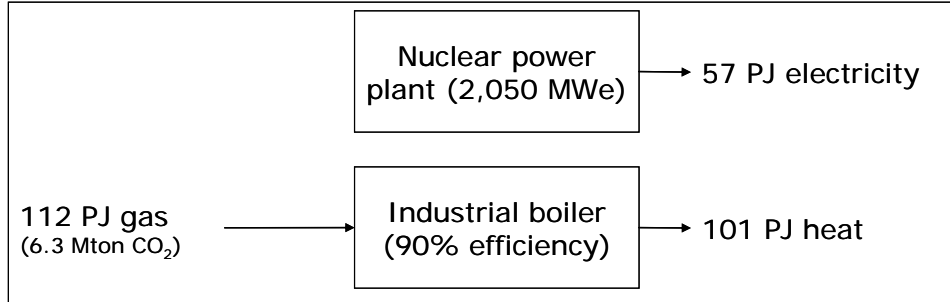 Nuclear power
plant (2,050 MWe)
57 PJ electricity
112 PJ gas
(6.3 Mton CO₂)
Industrial boiler
(90% efficiency)
101 PJ heat